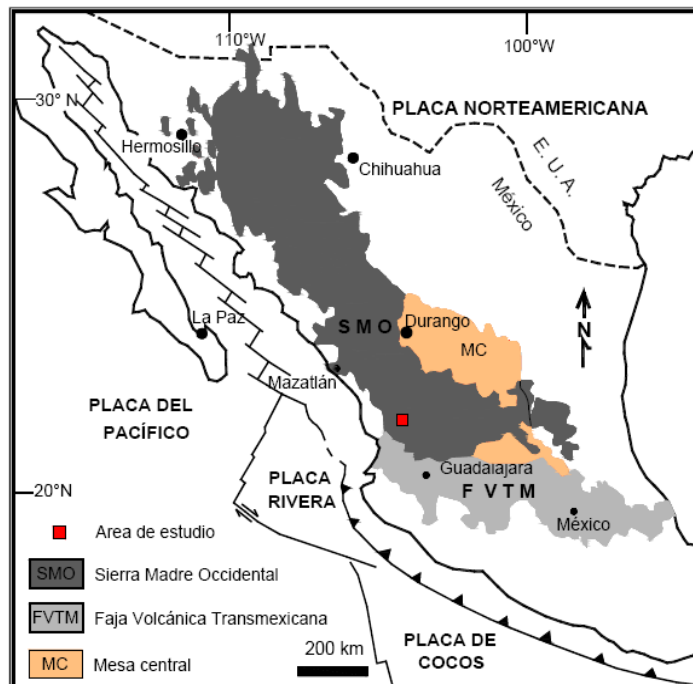 110°W
100°W
30° N
PLACA NORTEAMERICANA
Hermosillo
Chihuahua
E. U. A.
México
La Paz
S M O
Durango
MC
N
Mazatlán
PLACA DEL
PACÍFICO
PLACA
RIVERA
Guadalajara
F V T M
20°N
México
Area de estudio
SMO
Sierra Madre Occidental
FVTM
Faja Volcánica Transmexicana
MC
Mesa central
200 km
PLACA DE
COCOS